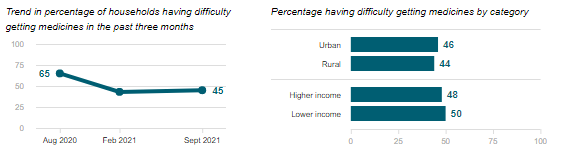 Trend in percentage of households having difficulty
getting medicines in the past three months
100
75
65
50
45
25
0
Aug 2020 Feb 2021 Sept 2021
Percentage having difficulty getting medicines by category
Urban 46
Rural 44
Higher income 48
Lower income 50
0 25 50 75 100